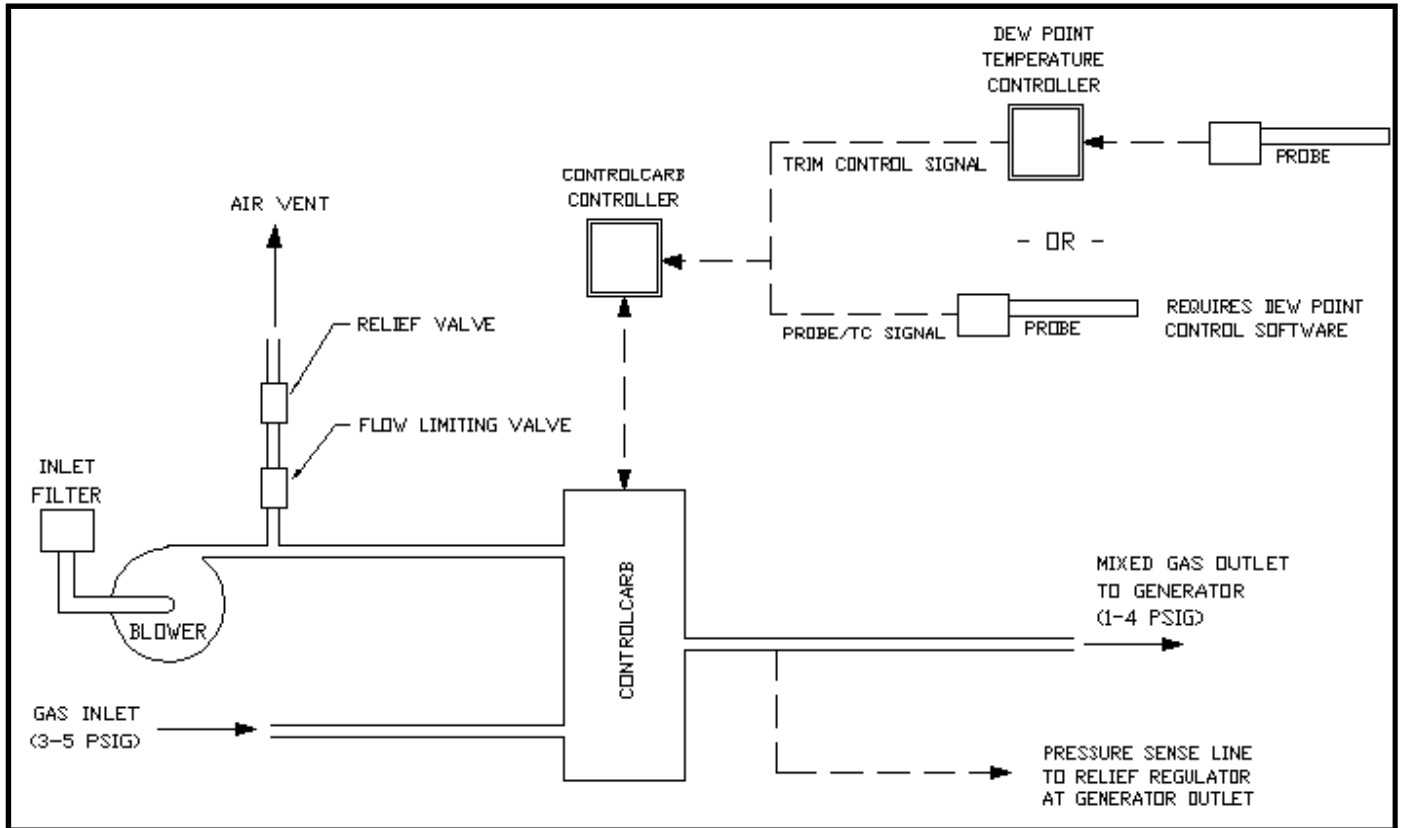 DEW POINT
TEMPERATURE
CONTROLLER
PROBE
TRIM CONTROL SIGNAL
CONTROLCARB
CONTROLLER
AIR VENT
- OR -
RELIEF VALVE
PROBE/TC SIGNAL
PROBE
REQUIRES DEW POINT
CONTROL SOFTWARE
FLOW LIMITING VALVE
INLET
FILTER
BLOWER
CONTROLCARB
MIXED GAS OUTLET
TO GENERATOR
(1-4 PSIG)
GAS INLET
(3-5 PSIG)
PRESSURE SENSE LINE
TO RELIEF REGULATOR
AT GENERATOR OUTLET